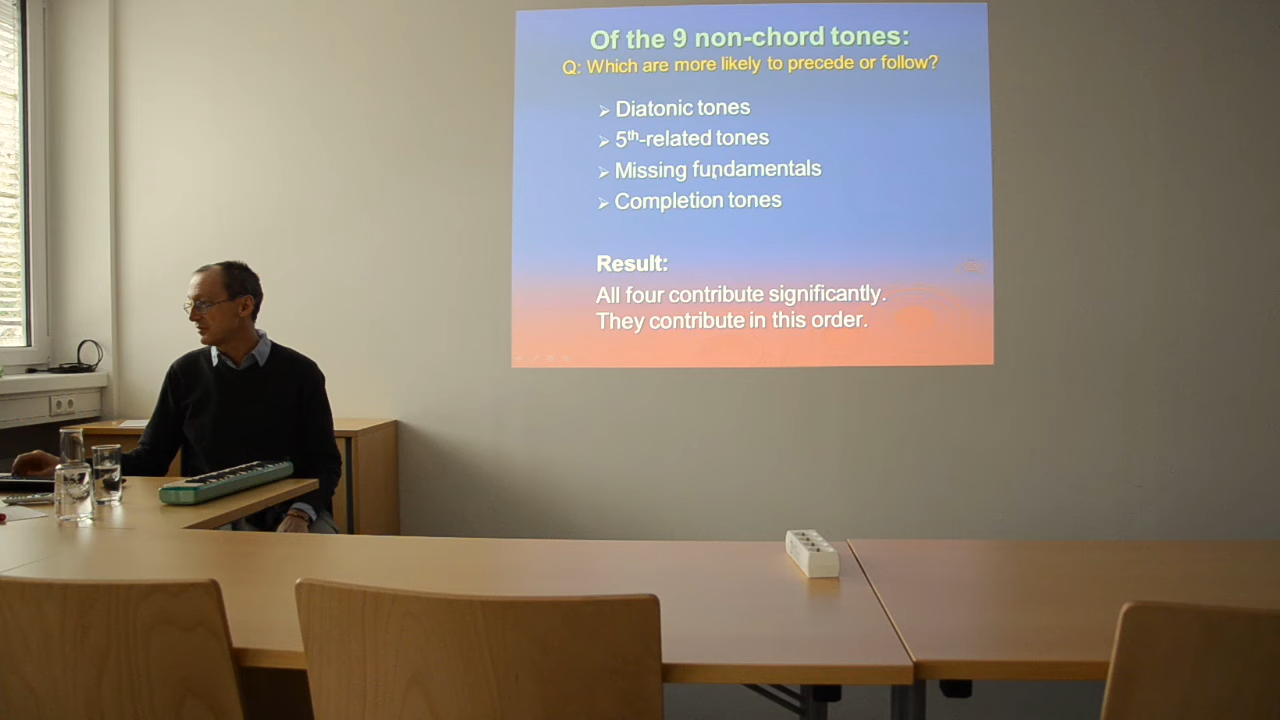 Of the 9 non-chord tones:
Q: Which are more likely to precede or follow?
➢ Diatonic tones
➢ 5th-related tones
➢ Missing fundamentals
➢ Completion tones
Result:
All four contribute significantly.
They contribute in this order.